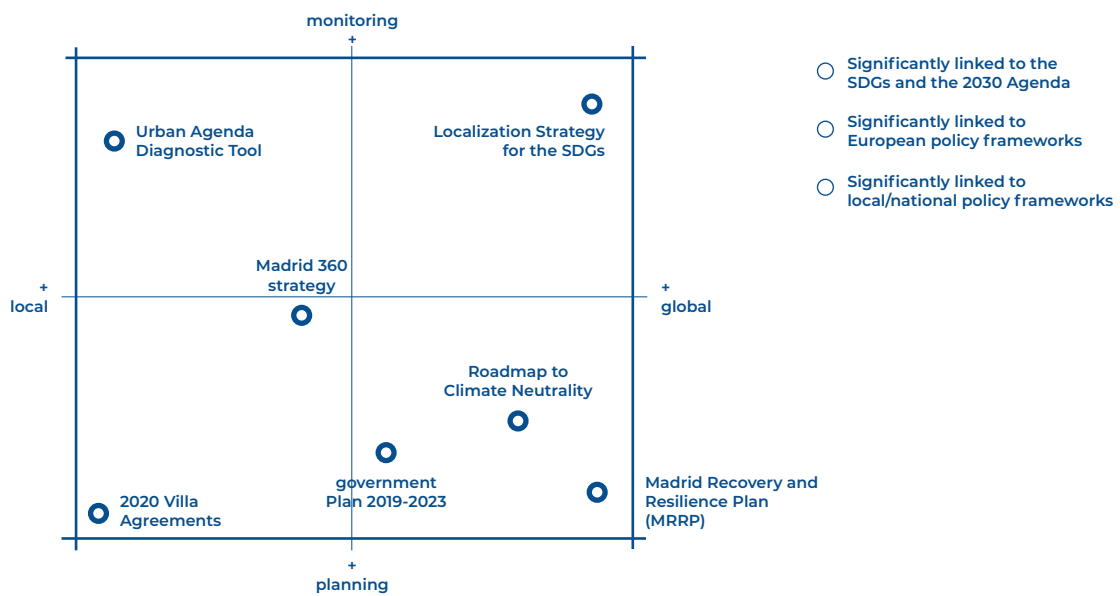 monitoring
+
Urban Agenda
Diagnostic Tool
Localization Strategy
for the SDGs
Madrid 360
strategy
+
local
+
global
Roadmap to
Climate Neutrality
government
Plan 2019-2023
2020 Villa
Agreements
Madrid Recovery and
Resilience Plan
(MRRP)
+
planning
Significantly linked to the
SDGs and the 2030 Agenda
Significantly linked to
European policy frameworks
Significantly linked to
local/national policy frameworks